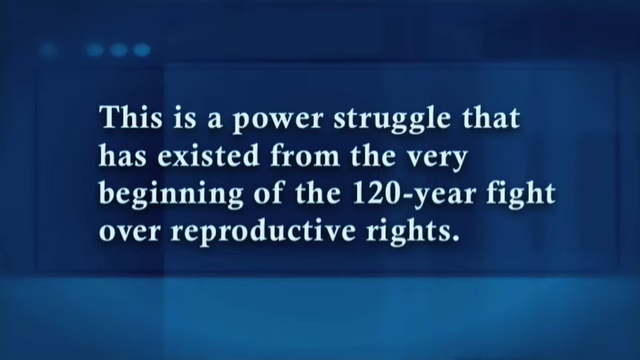 This is a power struggle that
has existed from the very
beginning of the 120-year fight
over reproductive rights.